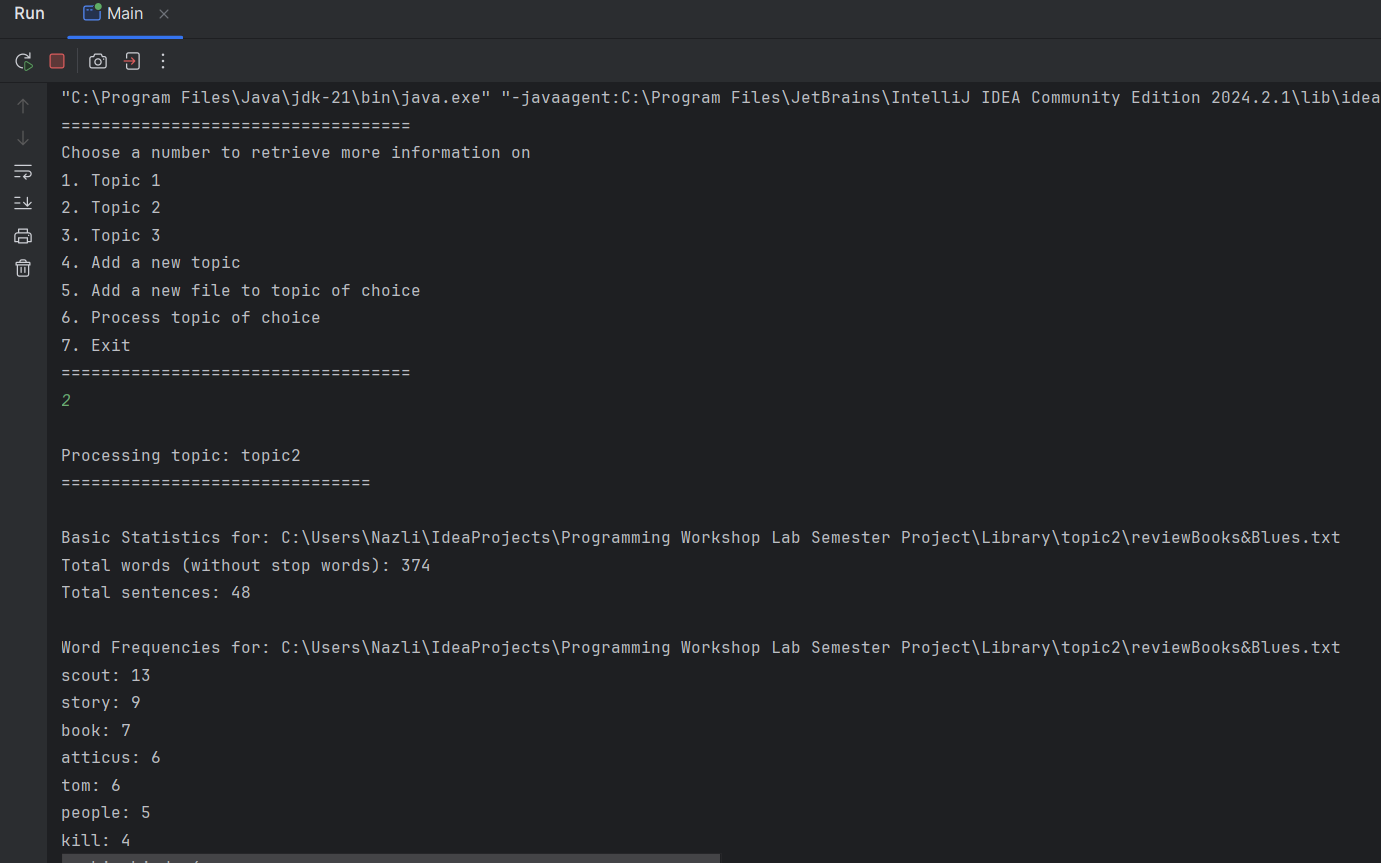 Run Main
"C:\Program Files\Java\jdk-21\bin\java.exe" "-javaagent:C:\Program Files\JetBrains\IntelliJ IDEA Community Edition 2024.2.1\lib\idea
===================================
Choose a number to retrieve more information on
1. Topic 1
2. Topic 2
3. Topic 3
4. Add a new topic
5. Add a new file to topic of choice
6. Process topic of choice
7. Exit
===================================
2
Processing topic: topic2
===============================
Basic Statistics for: C:\Users\Nazli\IdeaProjects\Programming Workshop Lab Semester Project\Library\topic2\reviewBooks&Blues.txt
Total words (without stop words): 374
Total sentences: 48
Word Frequencies for: C:\Users\Nazli\IdeaProjects\Programming Workshop Lab Semester Project\Library\topic2\reviewBooks&Blues.txt
scout: 13
story: 9
book: 7
atticus: 6
tom: 6
people: 5
kill: 4